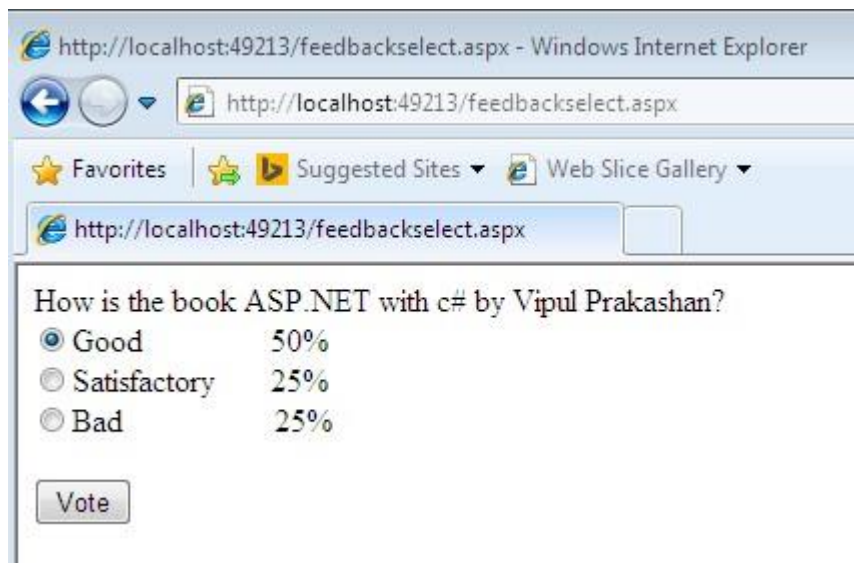 http://localhost:49213/feedbackselect.aspx - Windows Internet Explorer
http://localhost:49213/feedbackselect.aspx
Favorites Suggested Sites Web Slice Gallery
http://localhost:49213/feedbackselect.aspx
How is the book ASP.NET with c# by Vipul Prakashan?
Good 50%
Satisfactory 25%
Bad 25%
Vote